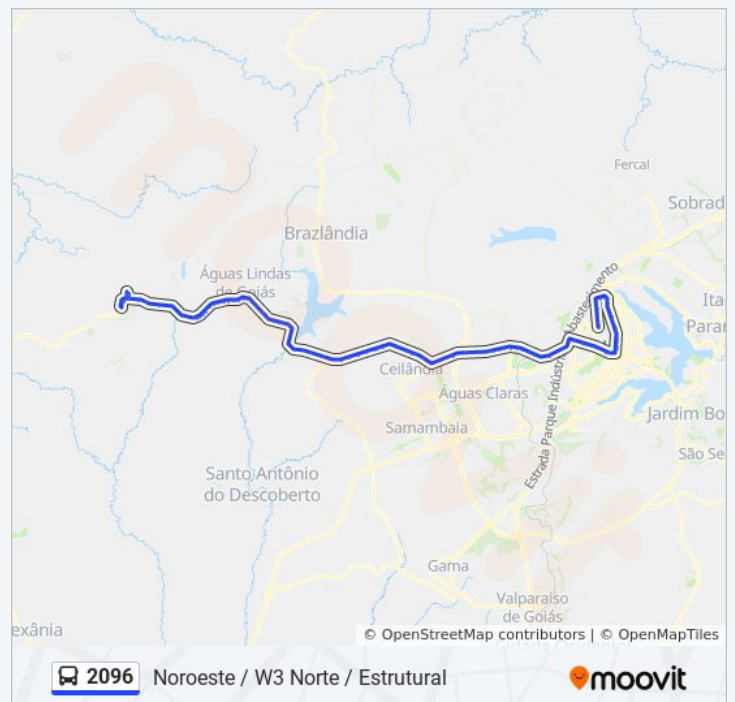 Fercal
Sobrad
Brazlândia
Águas Lindas
de Goiás
Estrada Parque Indústria Abastecimento
Ita
Parar
Ceilândia
Águas Claras
Jardim Bo
Samambaia
São Se
Santo Antônio
do Descoberto
Gama
Valparaíso
de Goiás
exânia
© OpenStreetMap contributors | © OpenMapTiles
2096 Noroeste / W3 Norte / Estrutural
moovit